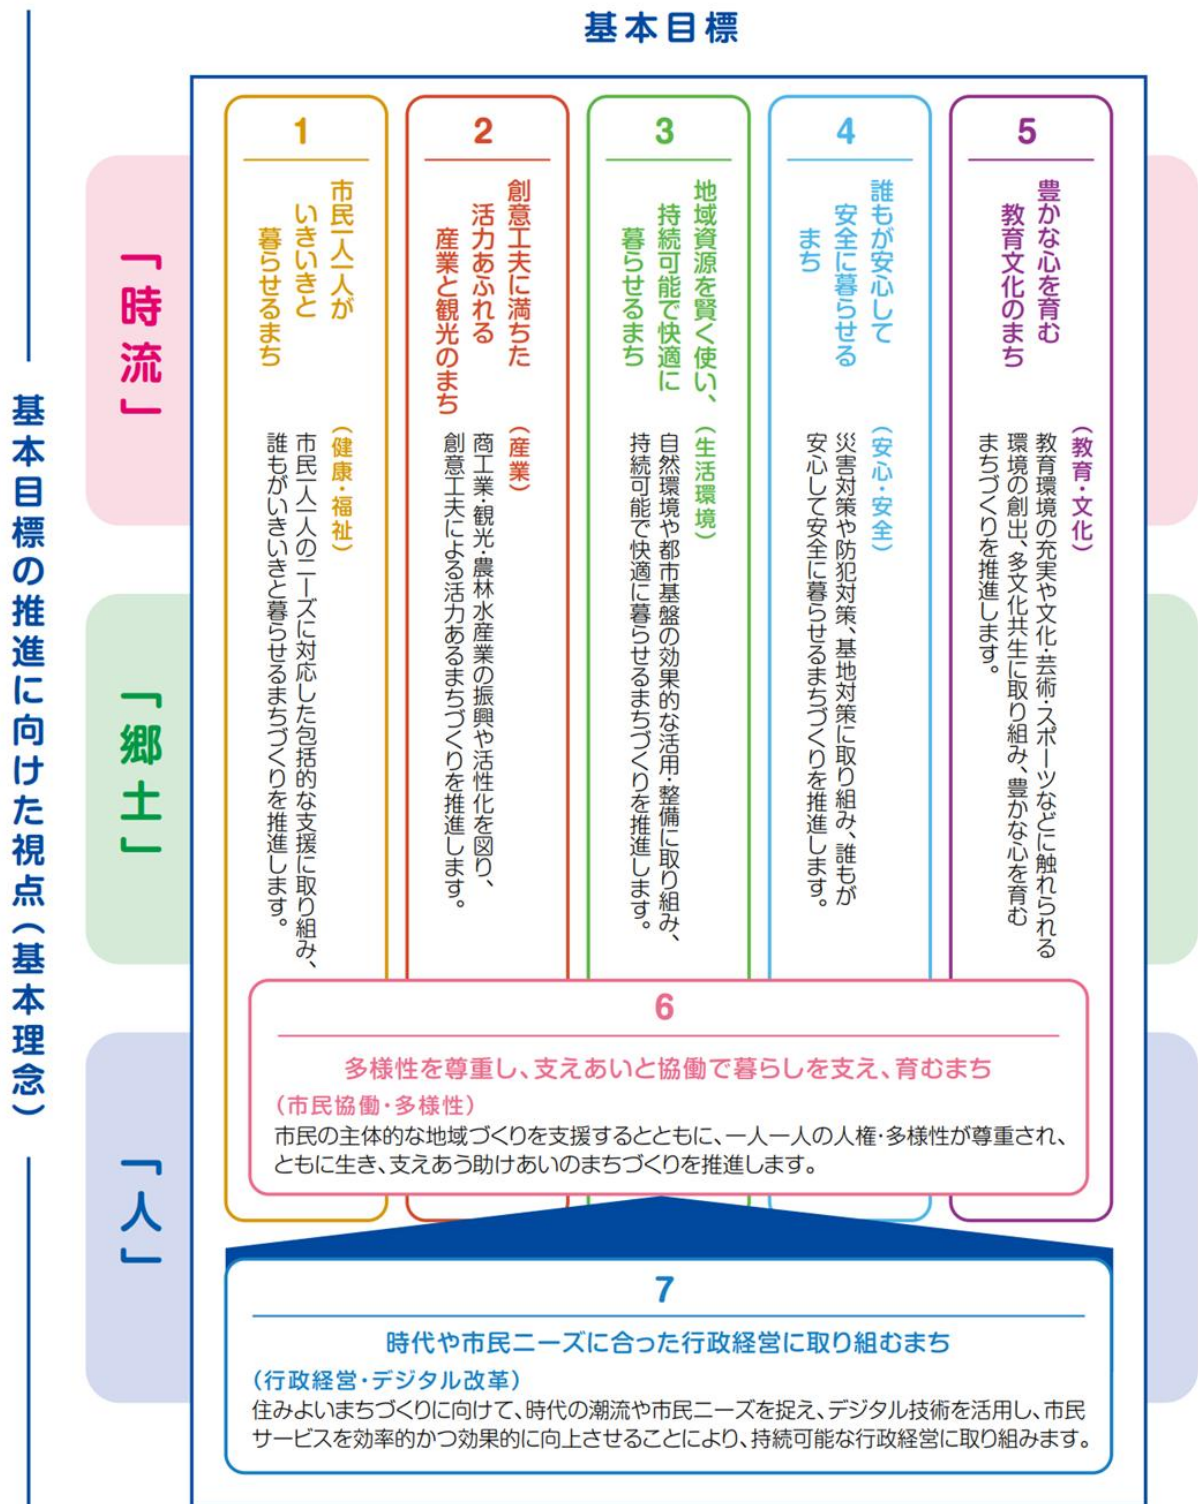 基本目標
基本目標の推進に向けた視点（基本理念）
「時流」
「郷土」
「人」
1
市民一人一人が
いきいきと
暮らせるまち
（健康・福祉）
市民一人一人のニーズに対応した包括的な支援に取り組み、
誰もがいきいきと暮らせるまちづくりを推進します。
2
創意工夫に満ちた
活力あふれる
産業と観光のまち
（産業）
商工業・観光・農林水産業の振興や活性化を図り、
創意工夫による活力あるまちづくりを推進します。
3
地域資源を賢く使い、
持続可能で快適に
暮らせるまち
（生活環境）
自然環境や都市基盤の効果的な活用・整備に取り組み、
持続可能で快適に暮らせるまちづくりを推進します。
4
誰もが安心して
安全に暮らせる
まち
（安心・安全）
災害対策や防犯対策、基地対策に取り組み、誰もが
安心して安全に暮らせるまちづくりを推進します。
5
豊かな心を育む
教育文化のまち
（教育・文化）
教育環境の充実や文化・芸術・スポーツなどに触れられる
環境の創出、多文化共生に取り組み、豊かな心を育む
まちづくりを推進します。
6
多様性を尊重し、支えあいと協働で暮らしを支え、育むまち
（市民協働・多様性）
市民の主体的な地域づくりを支援するとともに、一人一人の人権・多様性が尊重され、
ともに生き、支えあう助けあいのまちづくりを推進します。
7
時代や市民ニーズに合った行政経営に取り組むまち
（行政経営・デジタル改革）
住みよいまちづくりに向けて、時代の潮流や市民ニーズを捉え、デジタル技術を活用し、市民
サービスを効率的かつ効果的に向上させることにより、持続可能な行政経営に取り組みます。